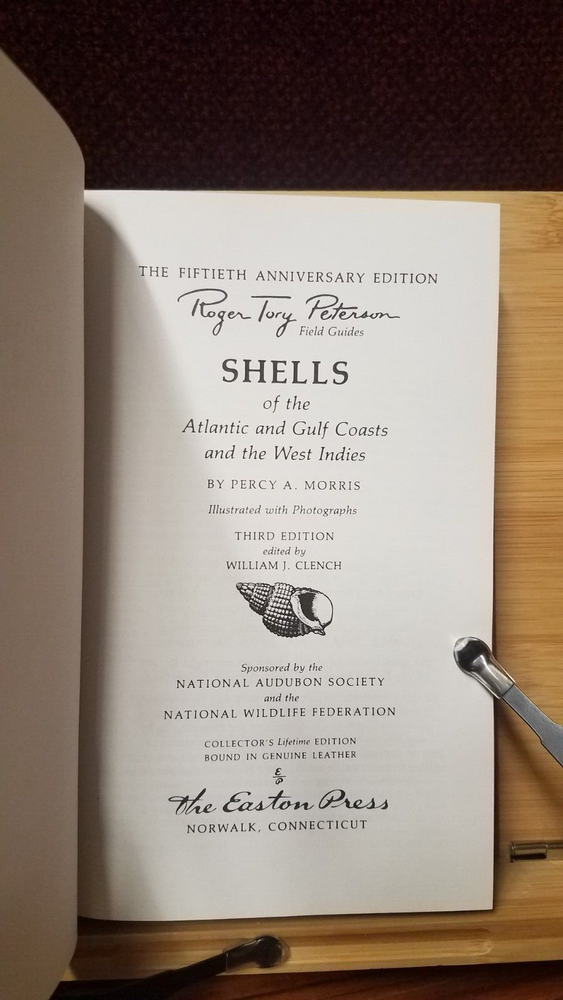 THE FIFTIETH ANNIVERSARY EDITION
Roger Tory Peterson
Field Guides
SHELLS
of the
Atlantic and Gulf Coasts
and the West Indies
BY PERCY A. MORRIS
Illustrated with Photographs
THIRD EDITION
edited by
WILLIAM J. CLENCH
Sponsored by the
NATIONAL AUDUBON SOCIETY
and the
NATIONAL WILDLIFE FEDERATION
COLLECTOR'S Lifetime EDITION
BOUND IN GENUINE LEATHER
E
P
The Easton Press
NORWALK, CONNECTICUT